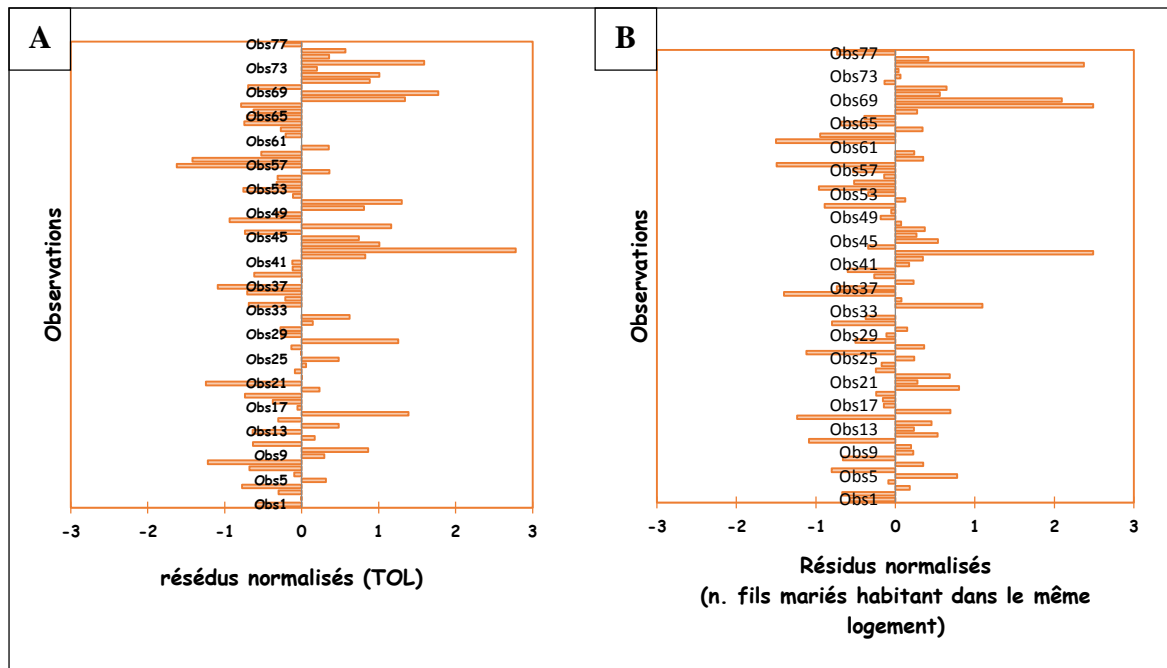 A
Observations
Obs77
Obs73
Obs69
Obs65
Obs61
Obs57
Obs53
Obs49
Obs45
Obs41
Obs37
Obs33
Obs29
Obs25
Obs21
Obs17
Obs13
Obs9
Obs5
Obs1
-3 -2 -1 0 1 2 3
résédus normalisés (TOL)
B
Observations
Obs77
Obs73
Obs69
Obs65
Obs61
Obs57
Obs53
Obs49
Obs45
Obs41
Obs37
Obs33
Obs29
Obs25
Obs21
Obs17
Obs13
Obs9
Obs5
Obs1
-3 -2 -1 0 1 2 3
Résidus normalisés
(n. fils mariés habitant dans le même
logement)